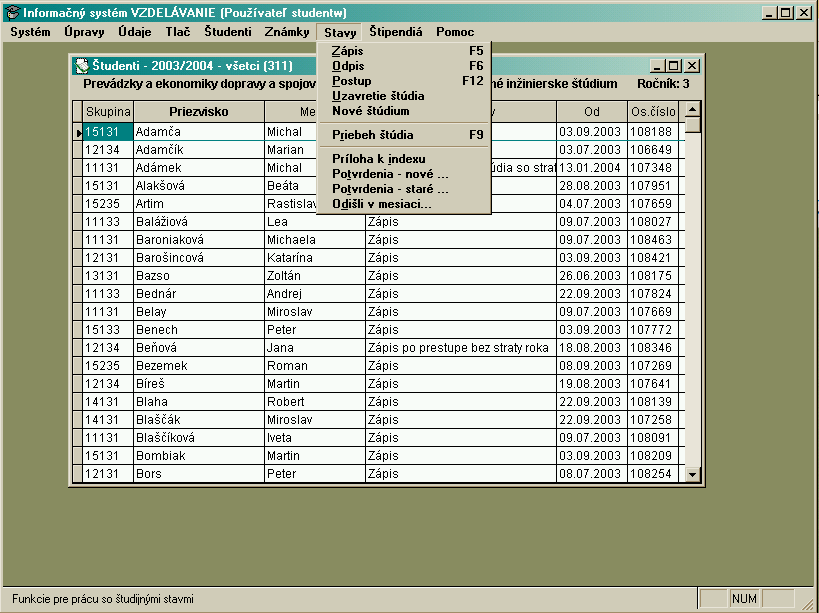 Informačný systém VZDELÁVANIE (Používateľ studentw)
Systém Úpravy Údaje Tlač Študenti Známky Stavy Štipendiá Pomoc
Zápis F5
Odpis F6
Postup F12
Uzavretie štúdia
Nové štúdium
Priebeh štúdia F9
Príloha k indexu
Potvrdenia - nové ...
Potvrdenia - staré ...
Odišli v mesiaci...
Študenti - 2003/2004 - všetci (311)
Prevádzky a ekonomiky dopravy a spojov né inžinierske štúdium Ročník: 3
Skupina Priezvisko Me v Od Os.číslo
15131 Adamča Michal 03.09.2003 108188
12134 Adamčík Marian 03.07.2003 106649
11131 Adámek Michal údia so strat 13.01.2004 107348
15131 Alakšová Beáta 28.08.2003 107951
15235 Artim Rastislav 04.07.2003 107659
11133 Balážiová Lea Zápis 09.07.2003 108027
11131 Baroniaková Michaela Zápis 09.07.2003 108463
12131 Barošincová Katarína Zápis 03.09.2003 108421
13131 Bazso Zoltán Zápis 26.06.2003 108175
11133 Bednár Andrej Zápis 22.09.2003 107824
11131 Belay Miroslav Zápis 09.07.2003 107669
15133 Benech Peter Zápis 03.09.2003 107772
12134 Beňová Jana Zápis po prestupe bez straty roka 18.08.2003 108346
15235 Bezemek Roman Zápis 08.09.2003 107269
12134 Bíreš Martin Zápis 19.08.2003 107641
14131 Blaha Robert Zápis 22.09.2003 108139
14131 Blaščák Miroslav Zápis 22.09.2003 107258
11131 Blaščíková Iveta Zápis 09.07.2003 108091
15131 Bombiak Martin Zápis 03.09.2003 108209
12131 Bors Peter Zápis 08.07.2003 108254
Funkcie pre prácu so študijnými stavmi NUM